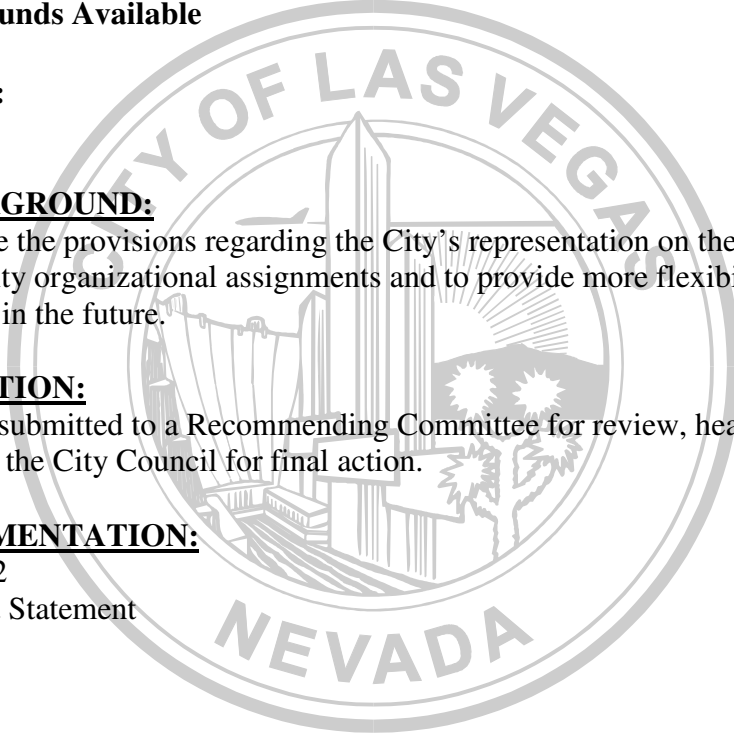 unds Available
:
CITY OF LAS VEGAS
GROUND:
e the provisions regarding the City's representation on the
ty organizational assignments and to provide more flexibi
in the future.
TION:
submitted to a Recommending Committee for review, hea
the City Council for final action.
MENTATION:
2
Statement
NEVADA